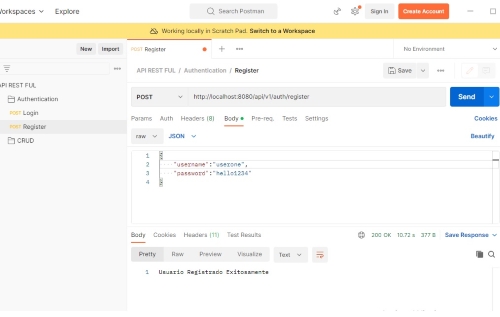 Workspaces Explore Search Postman Sign In Create Account
Working locally in Scratch Pad. Switch to a Workspace
New Import POST Register + ••• No Environment
API REST FUL / Authentication / Register Save •••
API REST FUL
Authentication
POST Login
POST Register
CRUD
POST http://localhost:8080/api/v1/auth/register Send
Params Auth Headers (8) Body Pre-req. Tests Settings Cookies
raw JSON Beautify
1 {
2 "username":"userone",
3 "password":"hello1234"
4 }
Body Cookies Headers (11) Test Results 200 OK 10.72 s 377 B Save Response
Pretty Raw Preview Visualize Text
1 Usuario Registrado Exitosamente